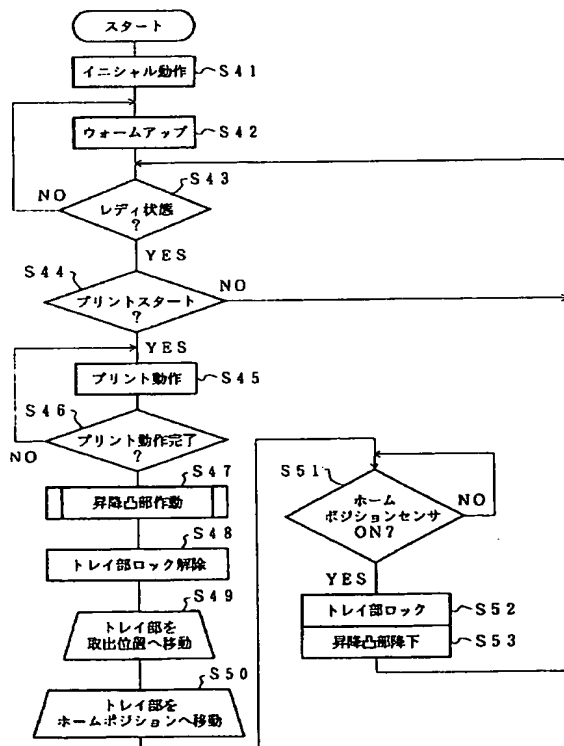 スタート
イニシャル動作
S41
ウォームアップ
S42
S43
NO
レディ状態
?
YES
S44
NO
プリントスタート
?
YES
プリント動作
S45
S46
プリント動作完了
?
NO
S47
昇降凸部作動
S48
トレイ部ロック解除
S49
トレイ部を
取出位置へ移動
S50
トレイ部を
ホームポジションへ移動
S51
ホーム
ポジションセンサ
ON?
NO
YES
トレイ部ロック
S52
昇降凸部降下
S53